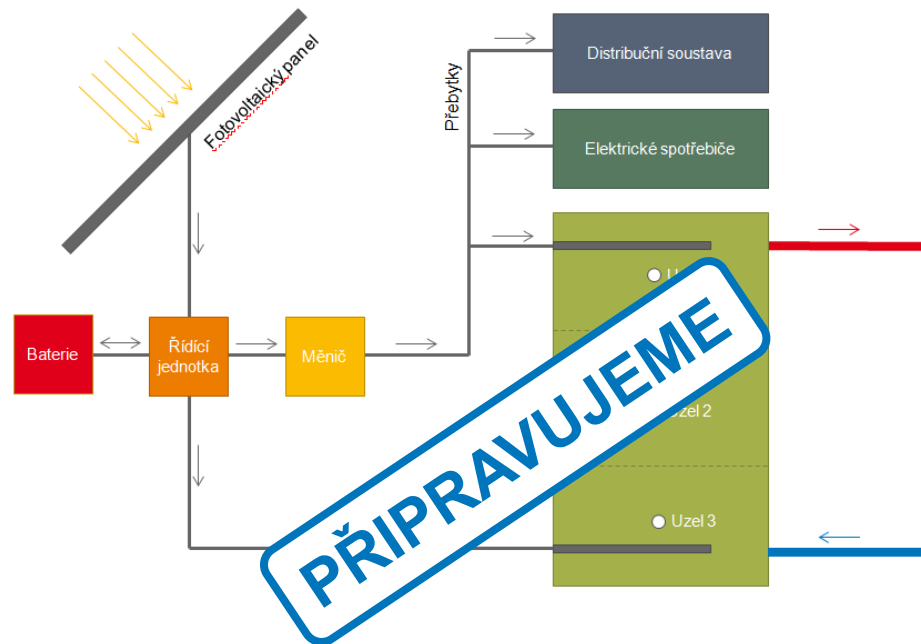 Distribuční soustava
Fotovoltaický panel
Přebytky
Elektrické spotřebiče
Baterie
Řídící
jednotka
Měnič
PŘIPRAVUJEME
Uzel 2
Uzel 3